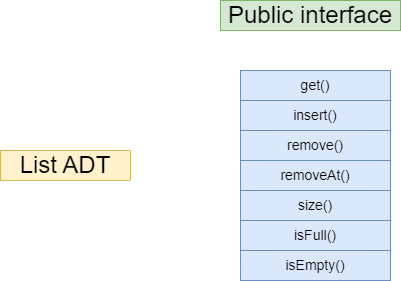 Public interface
get()
insert()
remove()
List ADT
removeAt()
size()
isFull()
isEmpty()